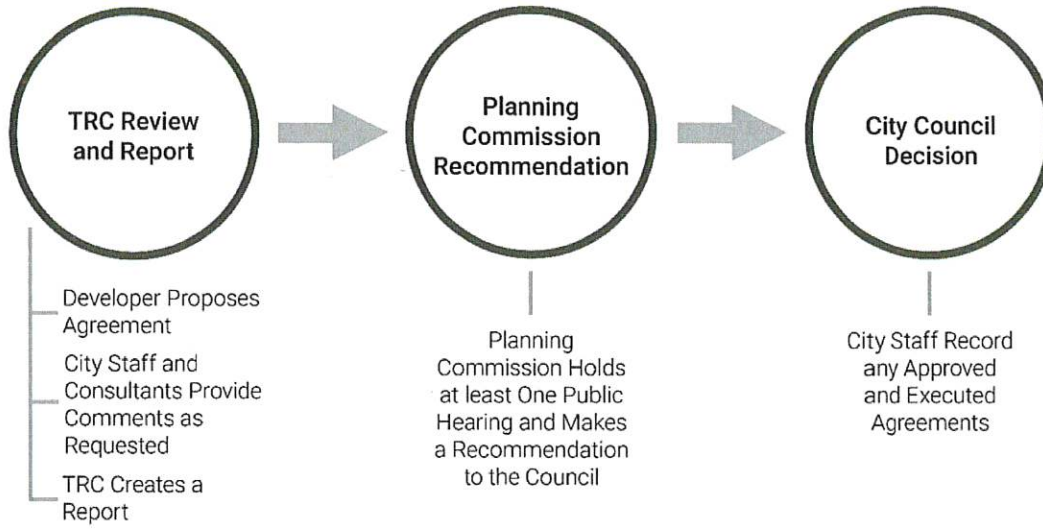 TRC Review
and Report
Planning
Commission
Recommendation
City Council
Decision
Developer Proposes
Agreement
City Staff and
Consultants Provide
Comments as
Requested
TRC Creates a
Report
Planning
Commission Holds
at least One Public
Hearing and Makes
a Recommendation
to the Council
City Staff Record
any Approved
and Executed
Agreements